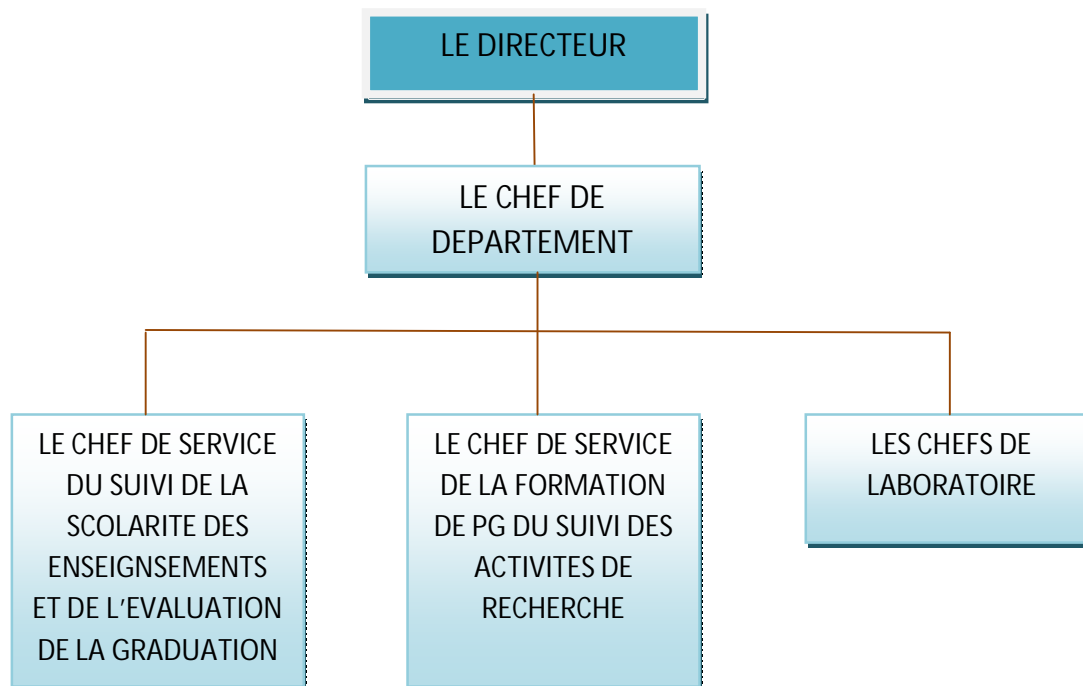 LE DIRECTEUR
LE CHEF DE
DEPARTEMENT
LE CHEF DE SERVICE
DU SUIVI DE LA
SCOLARITE DES
ENSEIGNSEMENTS
ET DE L'EVALUATION
DE LA GRADUATION
LE CHEF DE SERVICE
DE LA FORMATION
DE PG DU SUIVI DES
ACTIVITES DE
RECHERCHE
LES CHEFS DE
LABORATOIRE